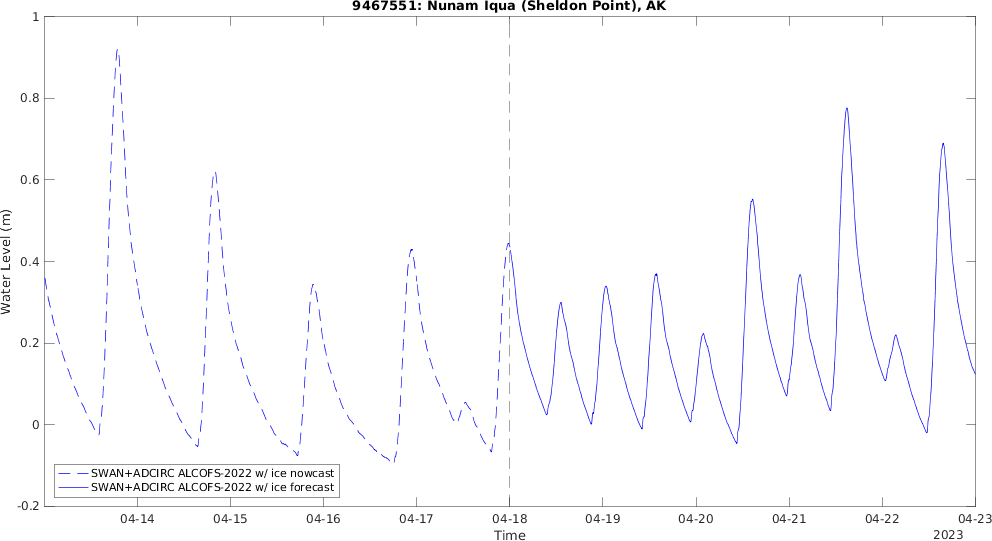 9467551: Nunam Iqua (Sheldon Point), AK
1
0.8
0.6
0.4
0.2
0
-0.2
Water Level (m)
SWAN+ADCIRC ALCOFS-2022 w/ ice nowcast
SWAN+ADCIRC ALCOFS-2022 w/ ice forecast
04-14 04-15 04-16 04-17 04-18 04-19 04-20 04-21 04-22 04-23
Time
2023